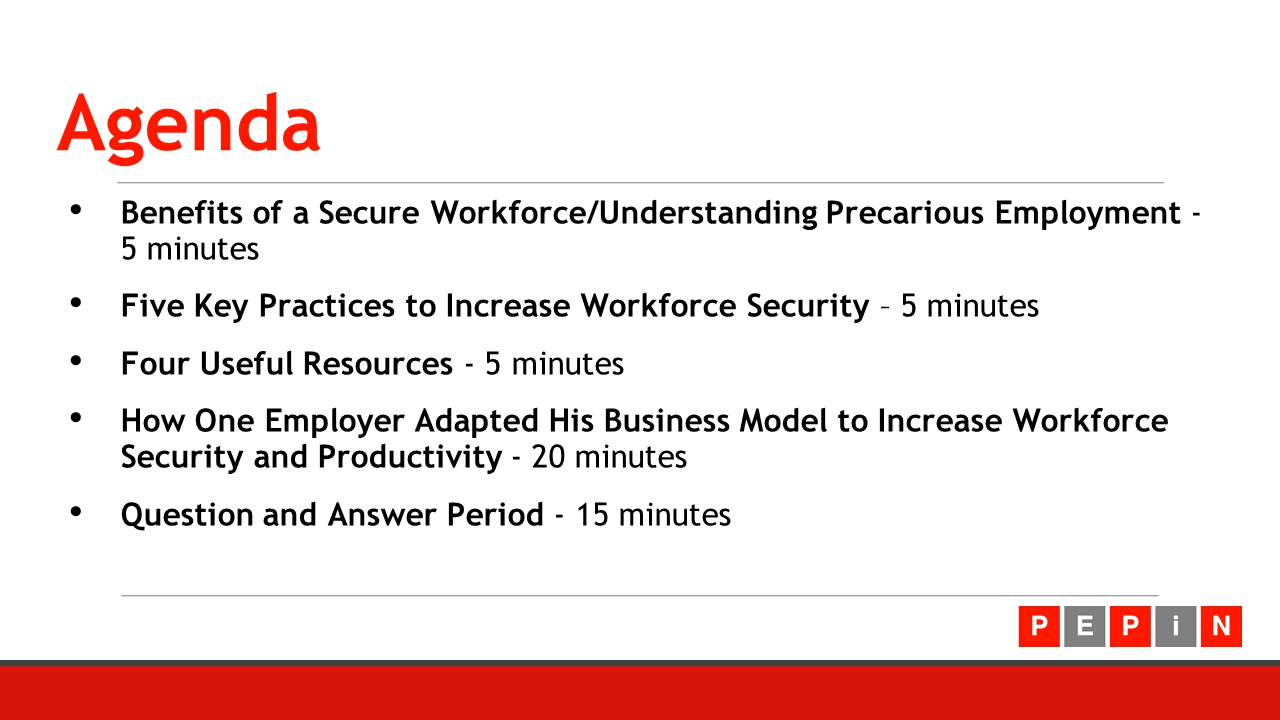 Agenda
• Benefits of a Secure Workforce/Understanding Precarious Employment -
5 minutes
• Five Key Practices to Increase Workforce Security – 5 minutes
• Four Useful Resources - 5 minutes
• How One Employer Adapted His Business Model to Increase Workforce
Security and Productivity - 20 minutes
• Question and Answer Period - 15 minutes
PEPiN